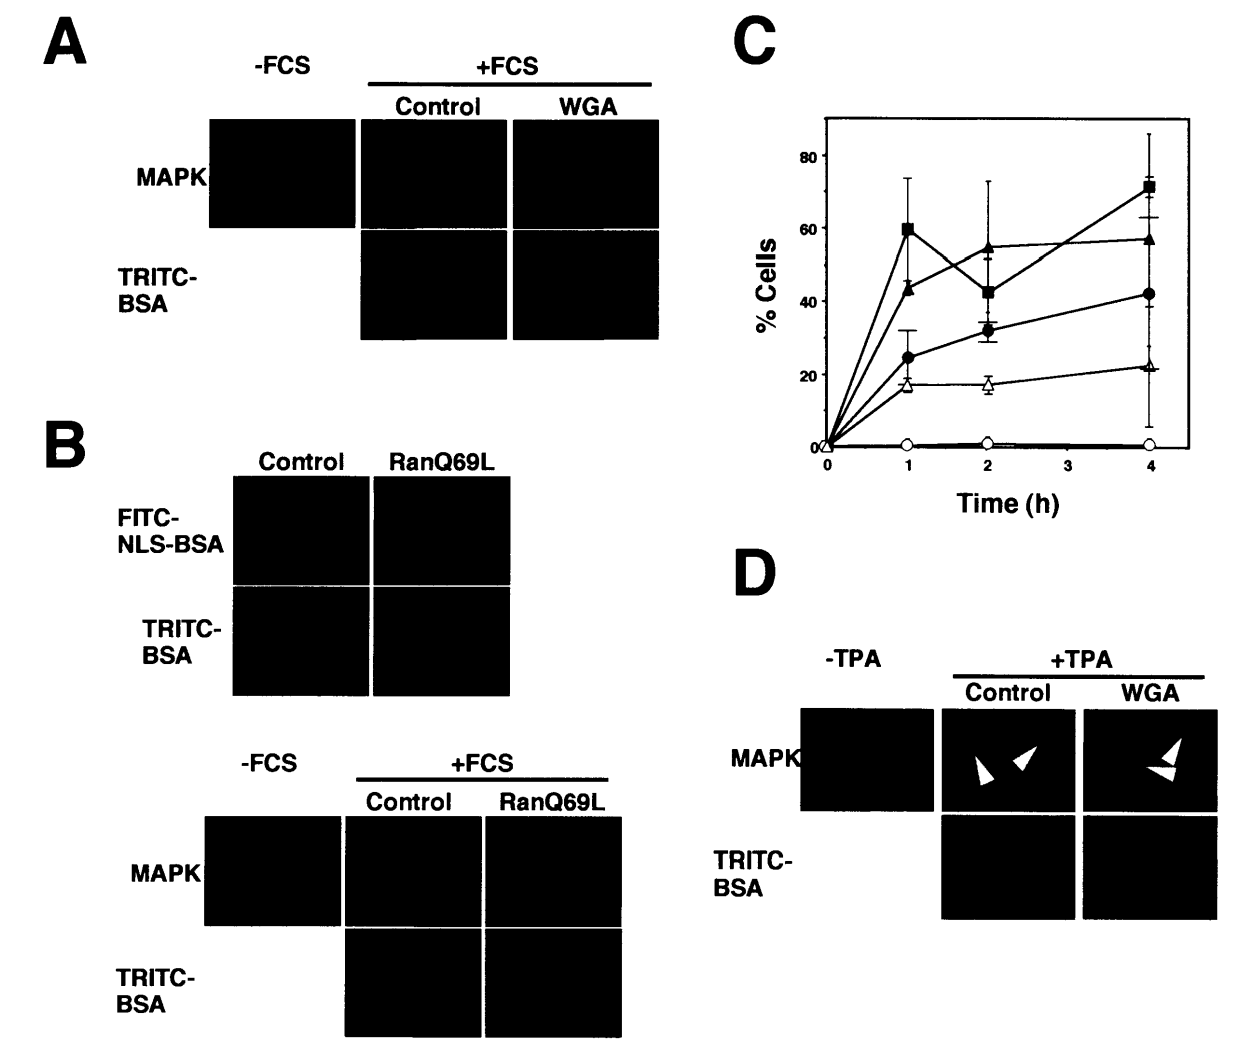 A
-FCS
+FCS
Control
WGA
MAPK
TRITC-
BSA
B
Control
RanQ69L
FITC-
NLS-BSA
TRITC-
BSA
-FCS
+FCS
Control
RanQ69L
MAPK
TRITC-
BSA
C
80
60
40
20
0
% Cells
0 1 2 3 4
Time (h)
D
-TPA
+TPA
Control
WGA
MAPK
TRITC-
BSA